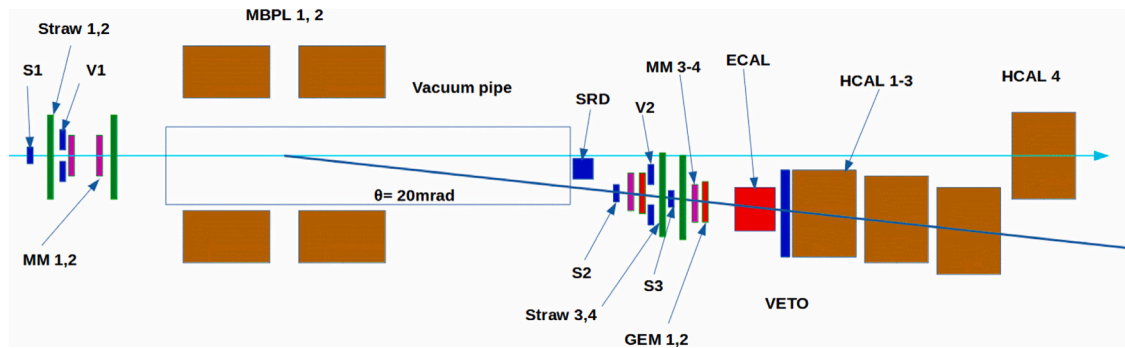 MBPL 1, 2
Straw 1,2
S1
V1
Vacuum pipe
SRD
V2
MM 3-4
ECAL
HCAL 1-3
HCAL 4
θ= 20mrad
MM 1,2
S2
S3
Straw 3,4
VETO
GEM 1,2